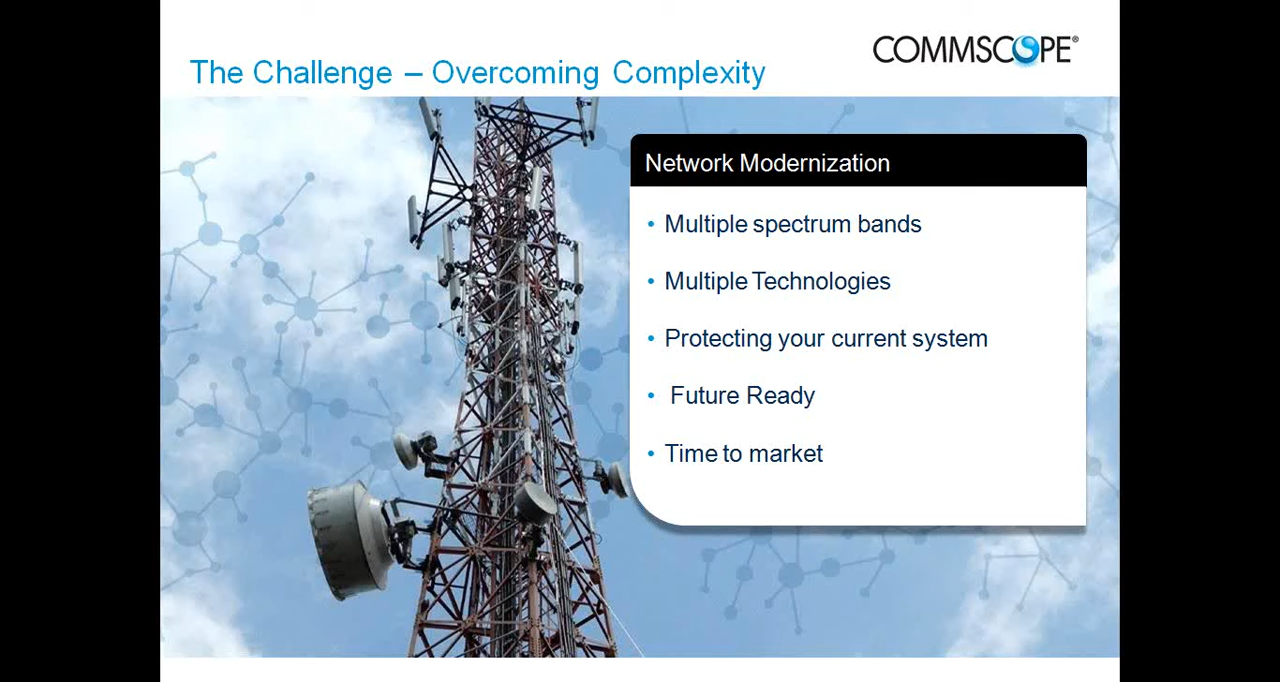 The Challenge – Overcoming Complexity
COMMSCOPE®
Network Modernization
• Multiple spectrum bands
• Multiple Technologies
• Protecting your current system
• Future Ready
• Time to market